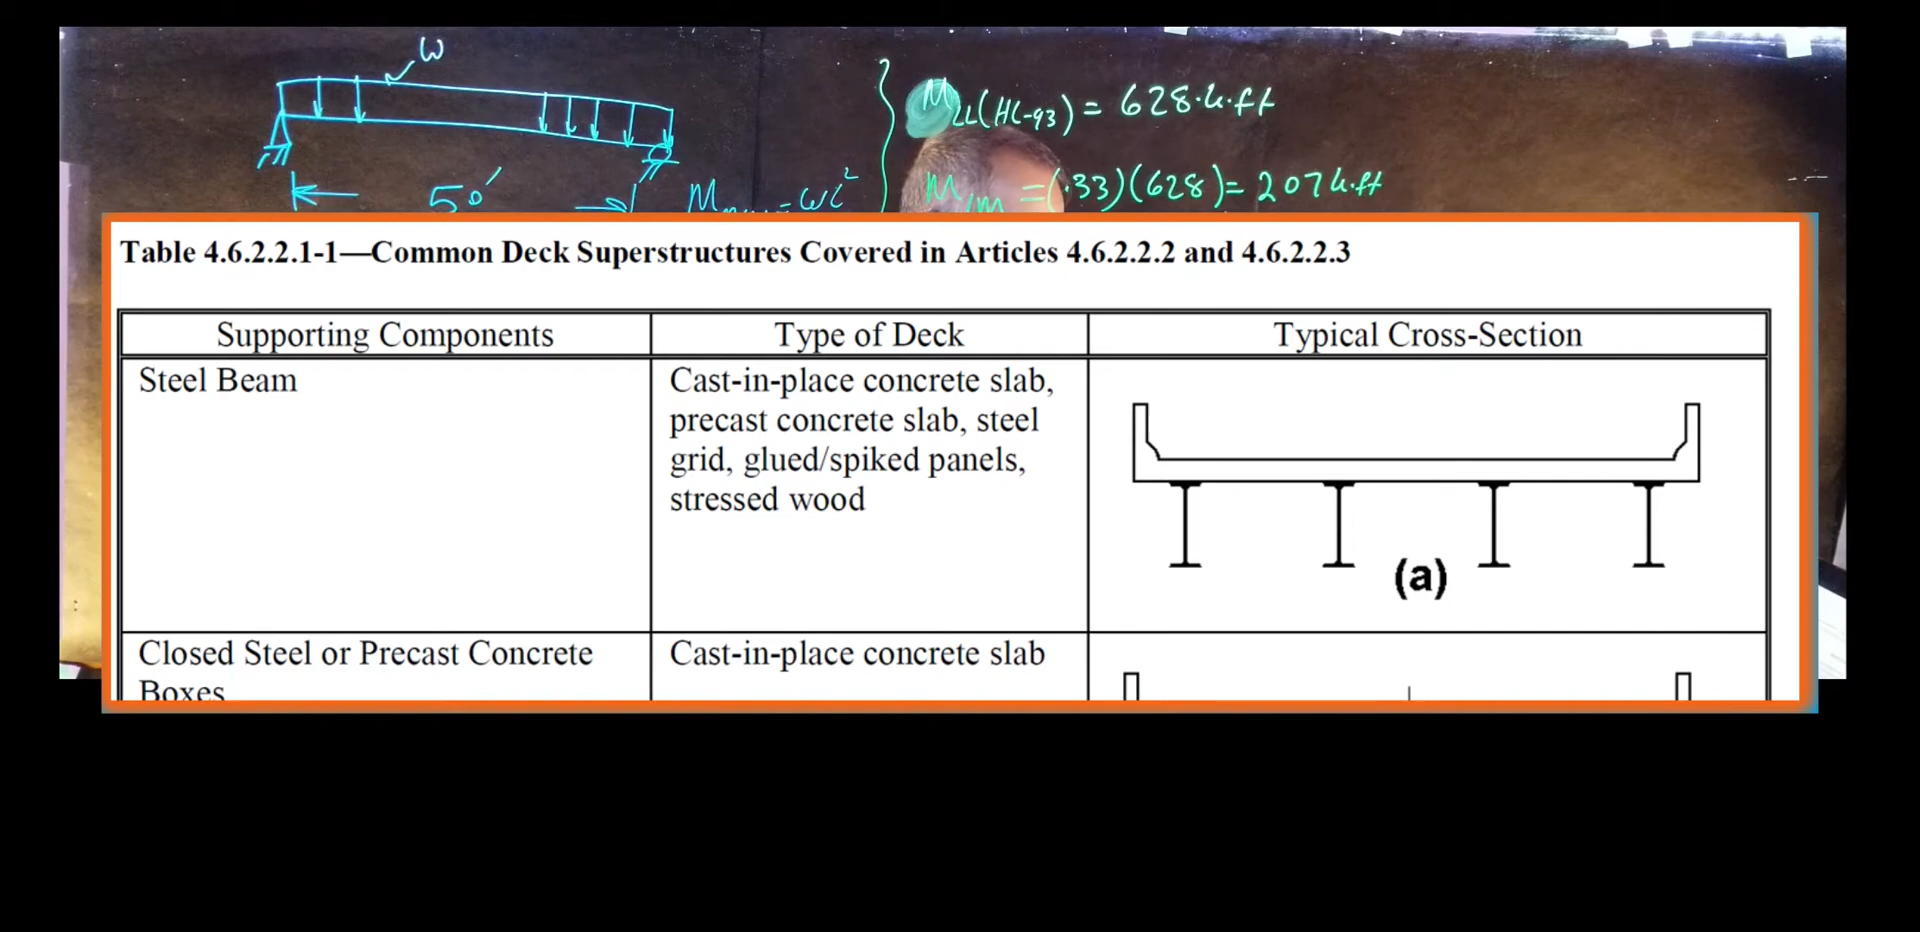 w
M_LL(HL-93) = 628 k.ft
M_IM = (.33)(628) = 207 k.ft
50'
= wl²
Table 4.6.2.2.1-1—Common Deck Superstructures Covered in Articles 4.6.2.2.2 and 4.6.2.2.3
Supporting Components
Type of Deck
Typical Cross-Section
Steel Beam
Cast-in-place concrete slab,
precast concrete slab, steel
grid, glued/spiked panels,
stressed wood
(a)
Closed Steel or Precast Concrete
Boxes
Cast-in-place concrete slab